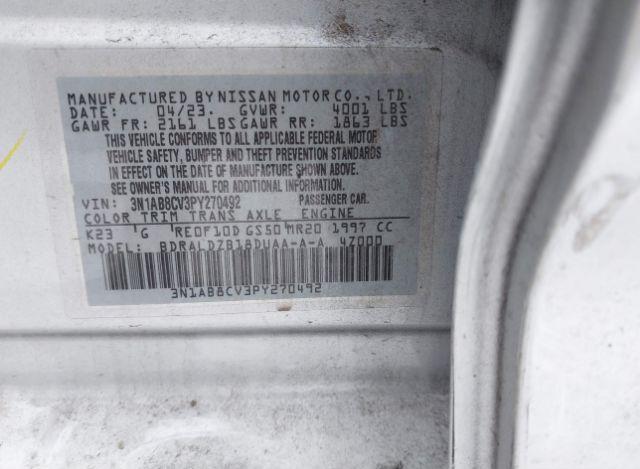 MANUFACTURED BY NISSAN MOTOR CO., LTD.
DATE: 04/23. GVWR: 4001 LBS
GAWR FR: 2161 LBS GAWR RR: 1863 LBS
THIS VEHICLE CONFORMS TO ALL APPLICABLE FEDERAL MOTOR
VEHICLE SAFETY, BUMPER AND THEFT PREVENTION STANDARDS
IN EFFECT ON THE DATE OF MANUFACTURE SHOWN ABOVE.
SEE OWNER'S MANUAL FOR ADDITIONAL INFORMATION
VIN: 3N1AB8CV3PY270492 PASSENGER CAR.
COLOR TRIM TRANS AXLE ENGINE
K23 G RE0F10D GS50 MR20 1997 CC
MODEL: BDRALDZB18DUAA-A-A 4Z000
3N1AB8CV3PY270492